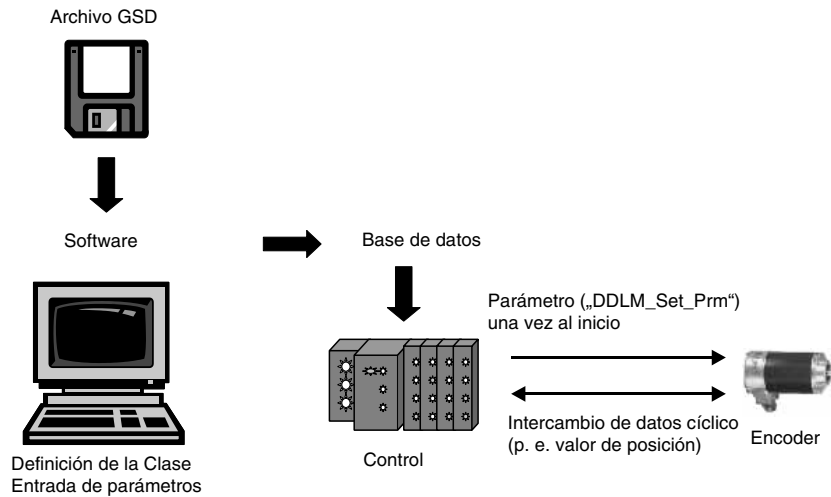 Archivo GSD
Software
Base de datos
Parámetro („DDLM_Set_Prm“)
una vez al inicio
Intercambio de datos cíclico
(p. e. valor de posición)
Encoder
Control
Definición de la Clase
Entrada de parámetros